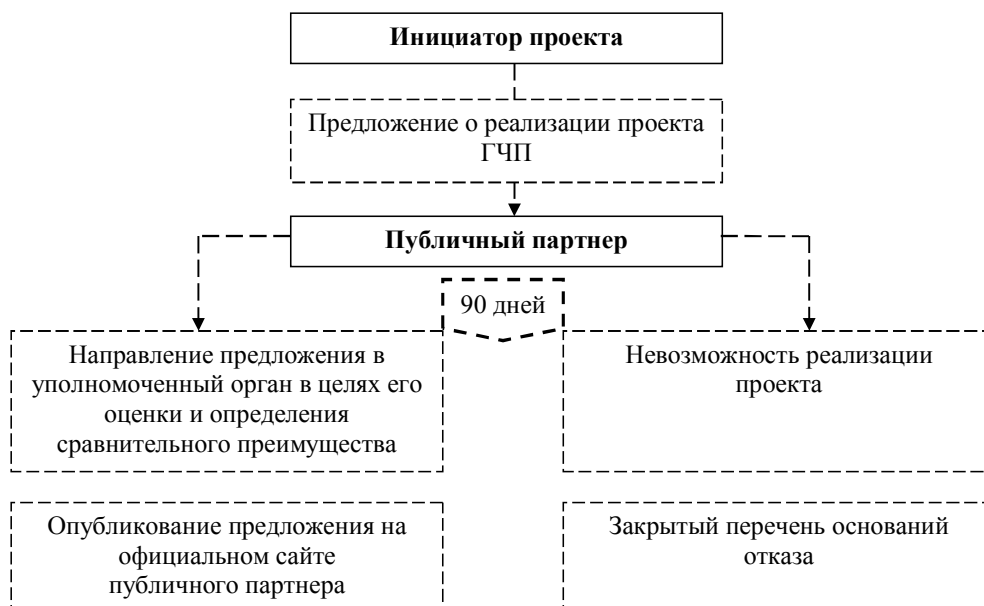 Инициатор проекта
Предложение о реализации проекта
ГЧП
Публичный партнер
90 дней
Направление предложения в
уполномоченный орган в целях его
оценки и определения
сравнительного преимущества
Невозможность реализации
проекта
Опубликование предложения на
официальном сайте
публичного партнера
Закрытый перечень оснований
отказа